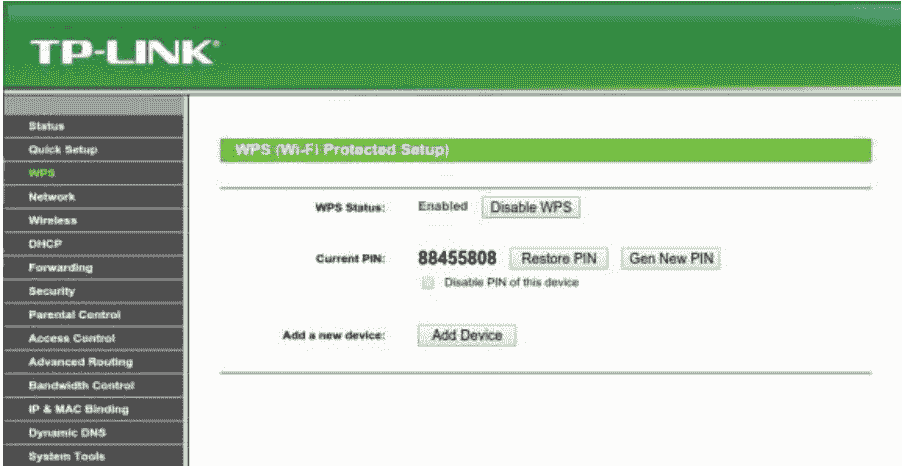 TP-LINK
Status
Quick Setup
WPS
Network
Wireless
DHCP
Forwarding
Security
Parental Control
Access Control
Advanced Routing
Bandwidth Control
IP & MAC Binding
Dynamic DNS
System Tools
WPS (Wi-Fi Protected Setup)
WPS Status: Enabled Disable WPS
Current PIN: 88455808 Restore PIN Gen New PIN
Disable PIN of this device
Add a new device: Add Device